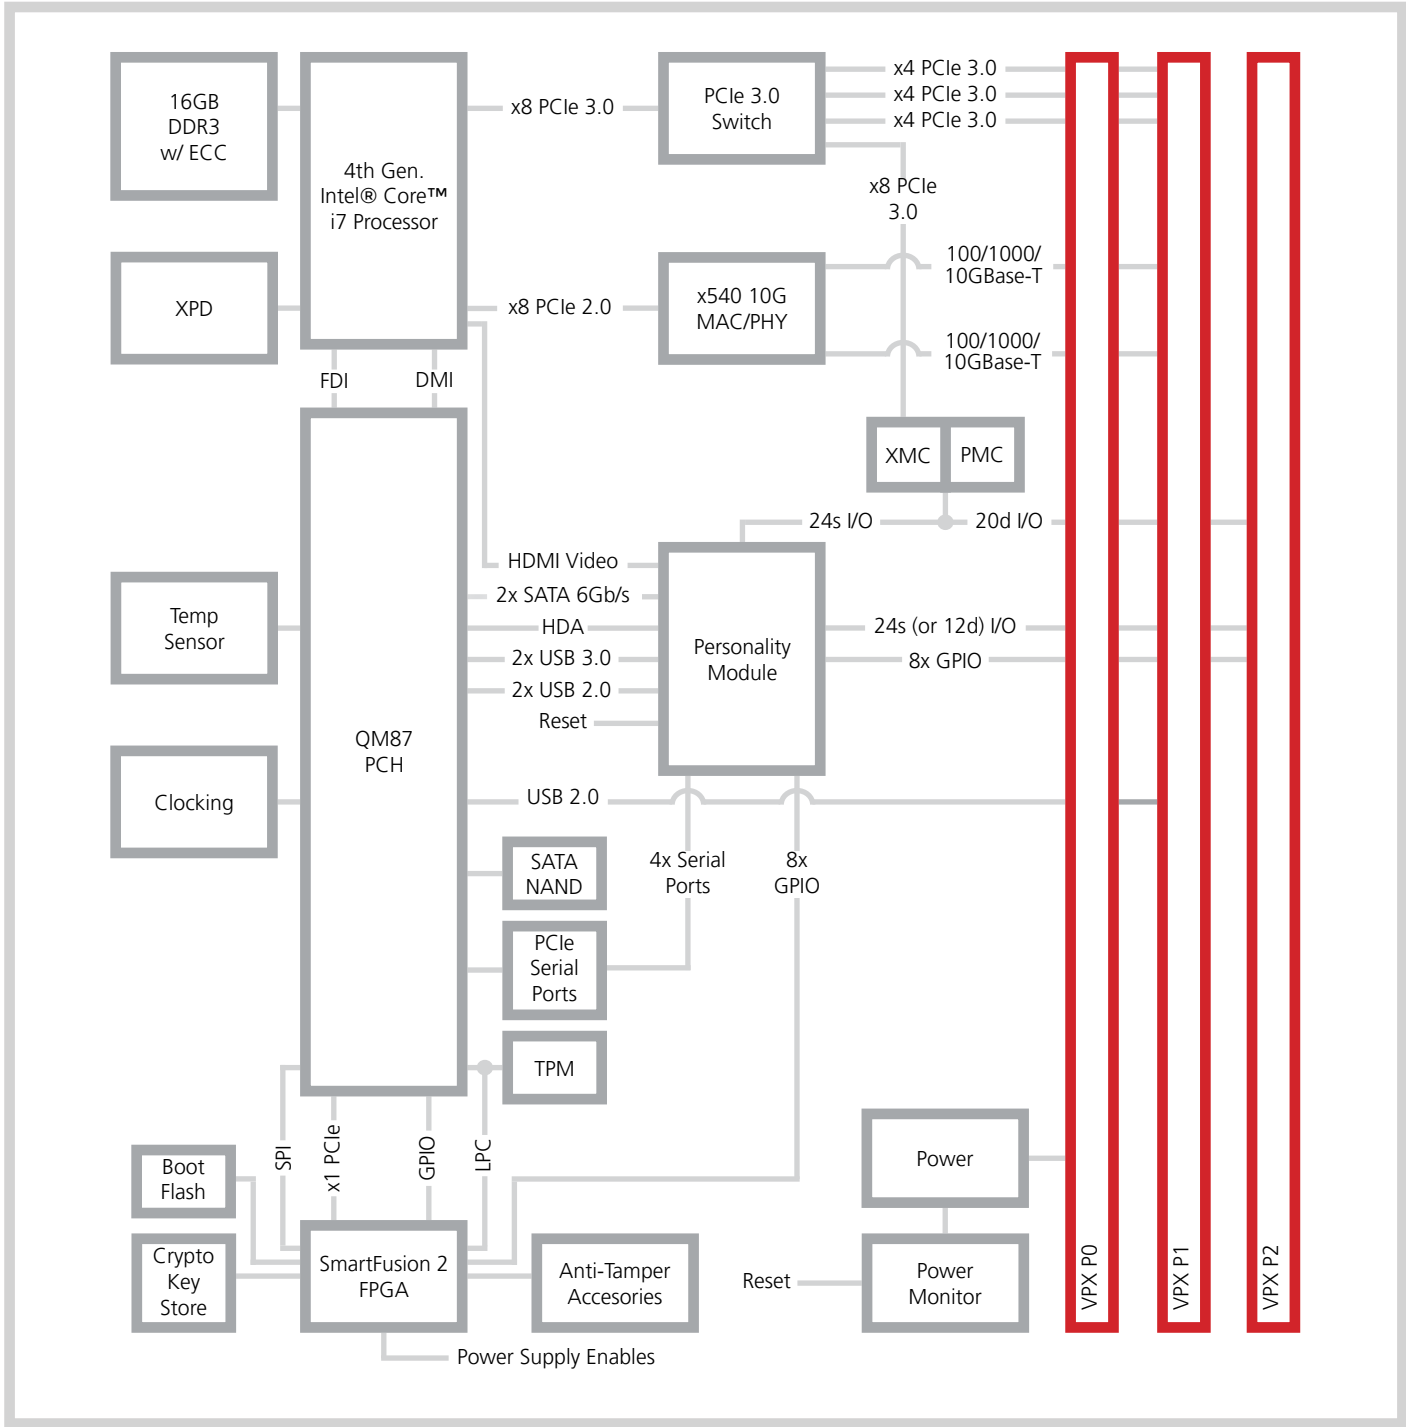 16GB
DDR3
w/ ECC
4th Gen.
Intel® Core™
i7 Processor
x8 PCIe 3.0
PCIe 3.0
Switch
x4 PCIe 3.0
x4 PCIe 3.0
x4 PCIe 3.0
x8 PCIe
3.0
XPD
x8 PCIe 2.0
x540 10G
MAC/PHY
100/1000/
10GBase-T
100/1000/
10GBase-T
FDI
DMI
XMC
PMC
24s I/O
20d I/O
HDMI Video
2x SATA 6Gb/s
HDA
2x USB 3.0
2x USB 2.0
Reset
Temp
Sensor
Personality
Module
24s (or 12d) I/O
8x GPIO
QM87
PCH
Clocking
USB 2.0
SATA
NAND
4x Serial
Ports
8x
GPIO
PCIe
Serial
Ports
TPM
SPI
x1 PCIe
GPIO
LPC
Boot
Flash
Crypto
Key
Store
SmartFusion 2
FPGA
Anti-Tamper
Accesories
Power Supply Enables
Power
Reset
Power
Monitor
VPX P0
VPX P1
VPX P2